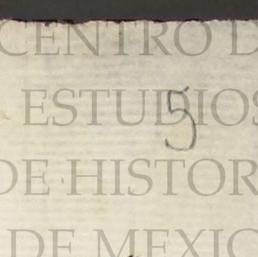 CENTRO D
ESTUDIOS
5
DE HISTOR
DE MEXIC